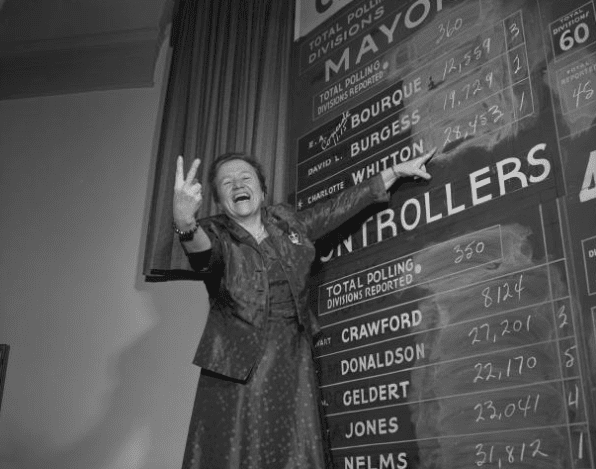 TOTAL POLLING
DIVISIONS
MAYOR
360
TOTAL POLLING
DIVISIONS REPORTED
E. A. BOURQUE 12,559 3
DAVID L. BURGESS 19,729 2
CHARLOTTE WHITTON 28,453 1
TOTAL
DIVISIONS
60
CONTROLLERS
TOTAL POLLING
DIVISIONS REPORTED 350
CRAWFORD 8124
DONALDSON 27,201 3
GELDERT 22,170 5
JONES 23,041 4
NELMS 31,812 1